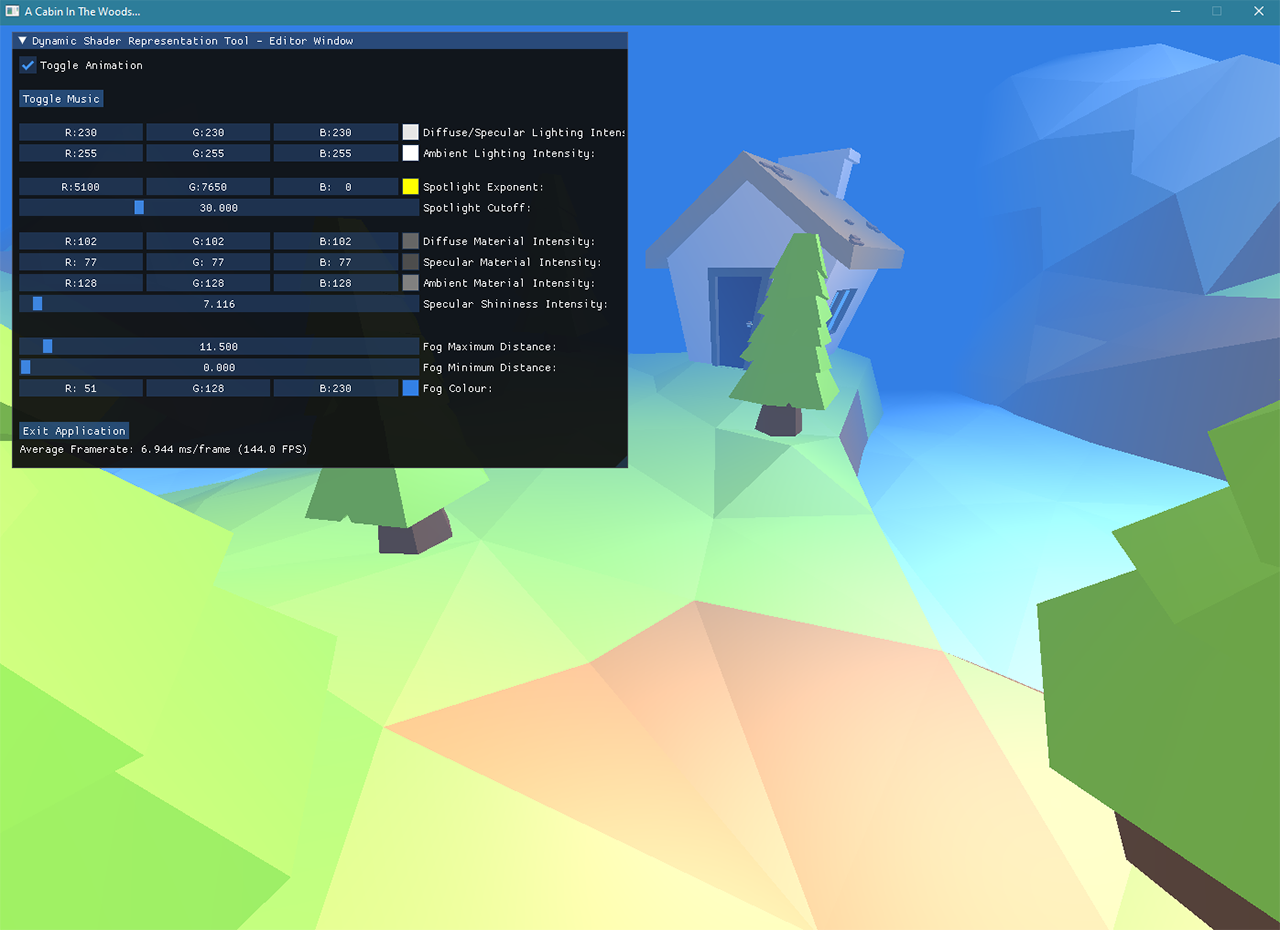 A Cabin In The Woods...
Dynamic Shader Representation Tool - Editor Window
Toggle Animation
Toggle Music
R:230 G:230 B:230 Diffuse/Specular Lighting Intens
R:255 G:255 B:255 Ambient Lighting Intensity:
R:5100 G:7650 B: 0 Spotlight Exponent:
30.000 Spotlight Cutoff:
R:102 G:102 B:102 Diffuse Material Intensity:
R: 77 G: 77 B: 77 Specular Material Intensity:
R:128 G:128 B:128 Ambient Material Intensity:
7.116 Specular Shininess Intensity:
11.500 Fog Maximum Distance:
0.000 Fog Minimum Distance:
R: 51 G:128 B:230 Fog Colour:
Exit Application
Average Framerate: 6.944 ms/frame (144.0 FPS)